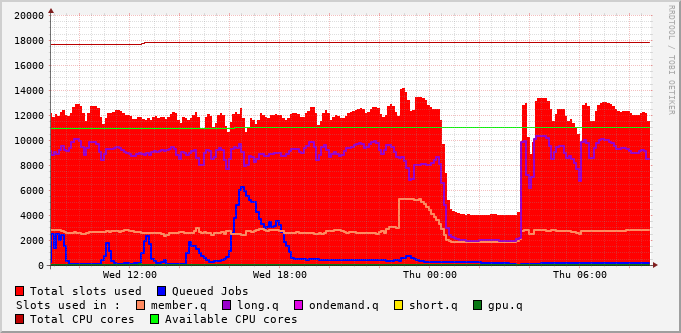 RRDTOOL / TOBI OETIKER
20000
18000
16000
14000
12000
10000
8000
6000
4000
2000
0
Wed 12:00 Wed 18:00 Thu 00:00 Thu 06:00
Total slots used Queued Jobs
Slots used in : member.q long.q ondemand.q short.q gpu.q
Total CPU cores Available CPU cores